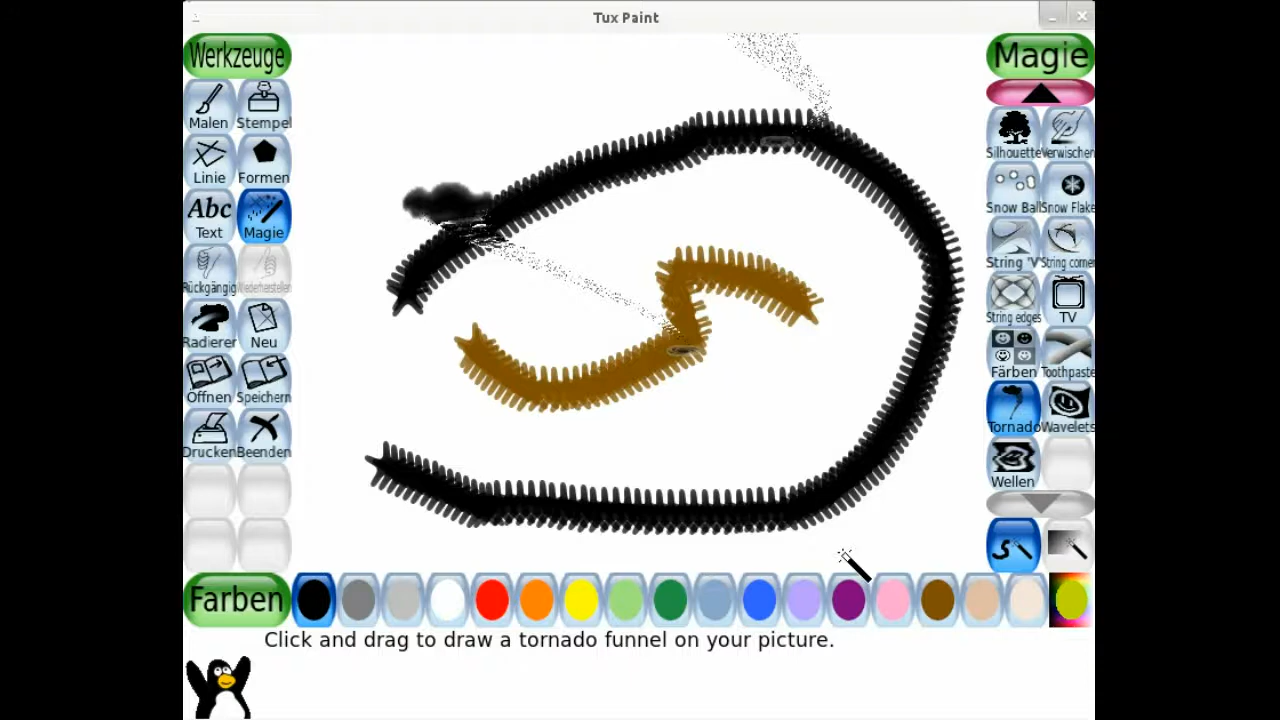 Tux Paint
Werkzeuge
Malen Stempel
Linie Formen
Abc
Text Magie
Rückgängig Wiederherstellen
Radierer Neu
Öffnen Speichern
Drucken Beenden
Magie
Silhouette Verwischen
Snow Ball Snow Flake
String "V" String corner
String edges TV
Färben Toothpaste
Tornado Wavelets
Wellen
Farben
Click and drag to draw a tornado funnel on your picture.